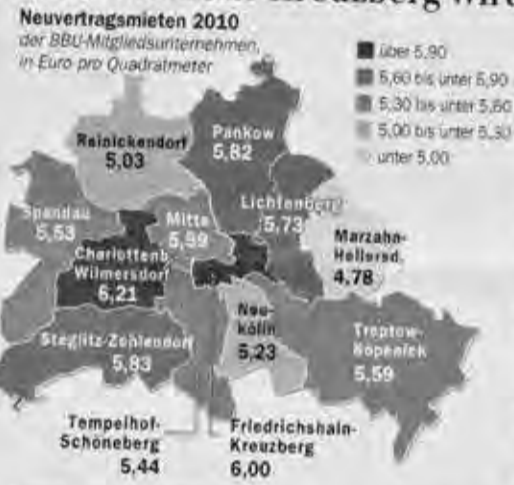 Neuvertragsmieten 2010
der BBU-Mitgliedsunternehmen,
in Euro pro Quadratmeter
über 5,90
5,60 bis unter 5,90
5,30 bis unter 5,60
5,00 bis unter 5,30
unter 5,00
Reinickendorf
5,03
Pankow
5,82
Lichtenberg
5,73
Spandau
5,53
Mitte
Marzahn-
Hellersd.
4,78
Charlottenb.
Wilmersdorf
6,21
Neu-
kölln
5,23
Treptow-
Köpenick
5,59
Steglitz-Zehlendorf
5,83
Tempelhof-
Schöneberg
5,44
Friedrichshain-
Kreuzberg
6,00